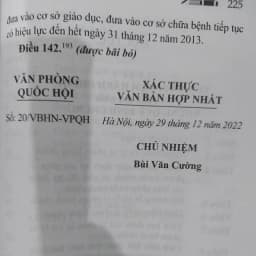 225
đưa vào cơ sở giáo dục, đưa vào cơ sở chữa bệnh tiếp tục
có hiệu lực đến hết ngày 31 tháng 12 năm 2013.
Điều 142.¹⁹³ (được bãi bỏ)
VĂN PHÒNG
QUỐC HỘI
XÁC THỰC
VĂN BẢN HỢP NHẤT
Số: 20/VBHN-VPQH
Hà Nội, ngày 29 tháng 12 năm 2022
CHỦ NHIỆM
Bùi Văn Cường